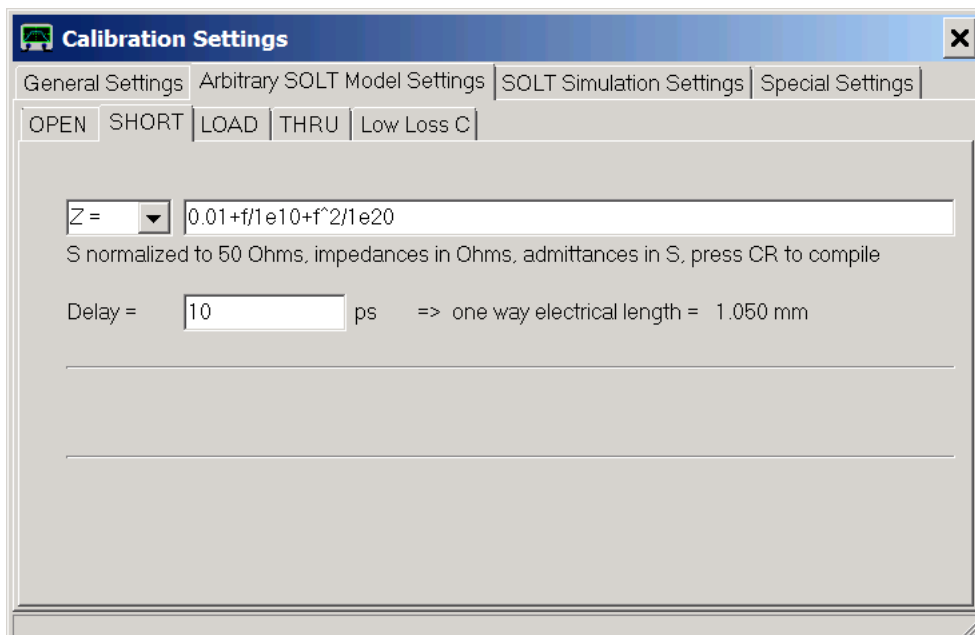 Calibration Settings
General Settings Arbitrary SOLT Model Settings SOLT Simulation Settings Special Settings
OPEN SHORT LOAD THRU Low Loss C
Z = 0.01+f/1e10+f^2/1e20
S normalized to 50 Ohms, impedances in Ohms, admittances in S, press CR to compile
Delay = 10 ps => one way electrical length = 1.050 mm